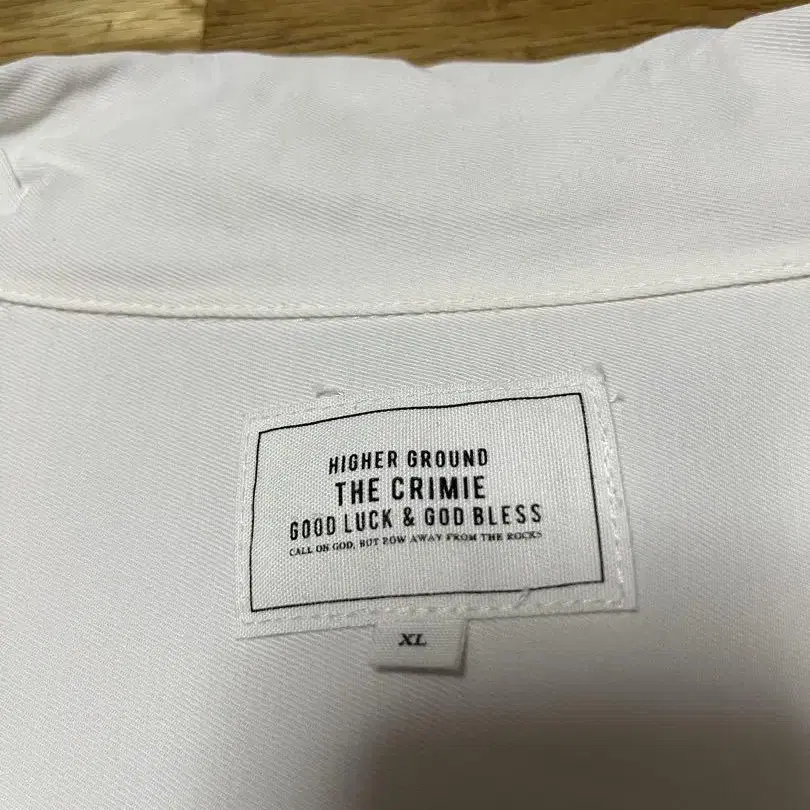 HIGHER GROUND
THE CRIMIE
GOOD LUCK & GOD BLESS
CALL ON GOD, BUT ROW AWAY FROM THE ROCKS
XL